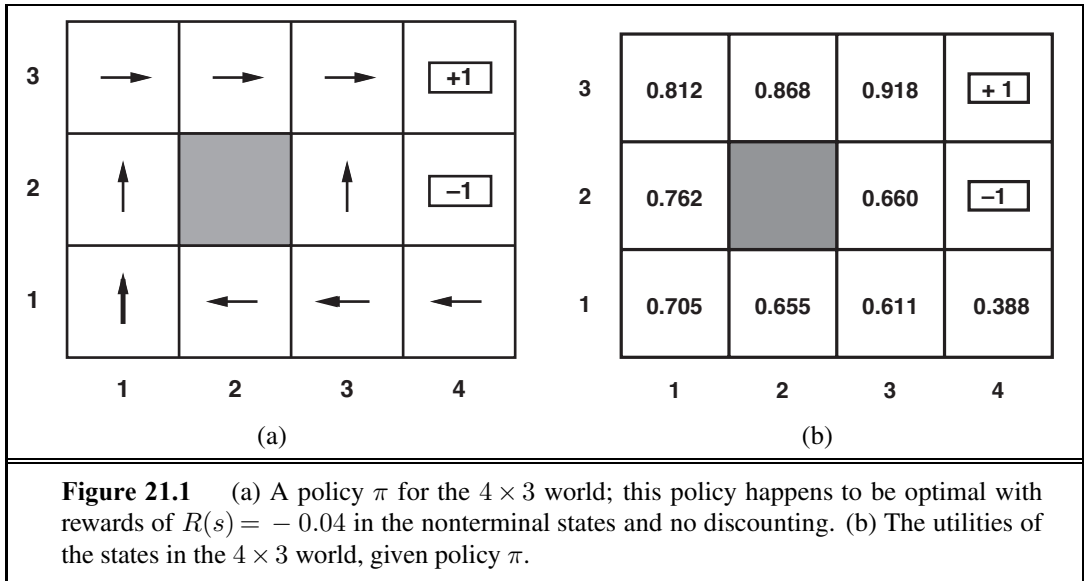 3 +1
2 –1
1
1 2 3 4
(a)
3 0.812 0.868 0.918 + 1
2 0.762 0.660 –1
1 0.705 0.655 0.611 0.388
1 2 3 4
(b)
Figure 21.1 (a) A policy π for the 4 × 3 world; this policy happens to be optimal with
rewards of R(s) = − 0.04 in the nonterminal states and no discounting. (b) The utilities of
the states in the 4 × 3 world, given policy π.